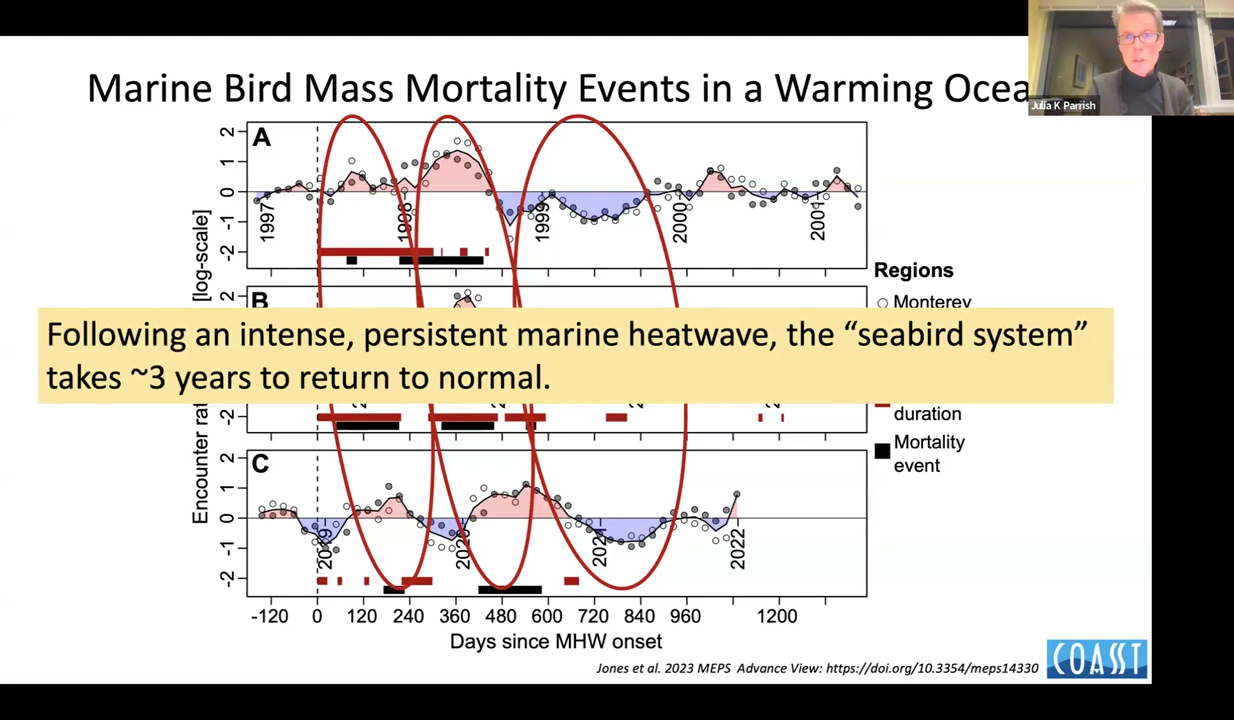 Marine Bird Mass Mortality Events in a Warming Ocea
Julia K Parrish
A
2
1
0
-1
-2
1997
1998
1999
2000
2001
[log-scale]
Regions
Monterey
B
2
Following an intense, persistent marine heatwave, the “seabird system”
takes ~3 years to return to normal.
-2
duration
Mortality
event
Encounter rat
C
2
1
0
-1
-2
2019
2021
2022
-120 0 120 240 360 480 600 720 840 960 1200
Days since MHW onset
Jones et al. 2023 MEPS Advance View: https://doi.org/10.3354/meps14330
COASST